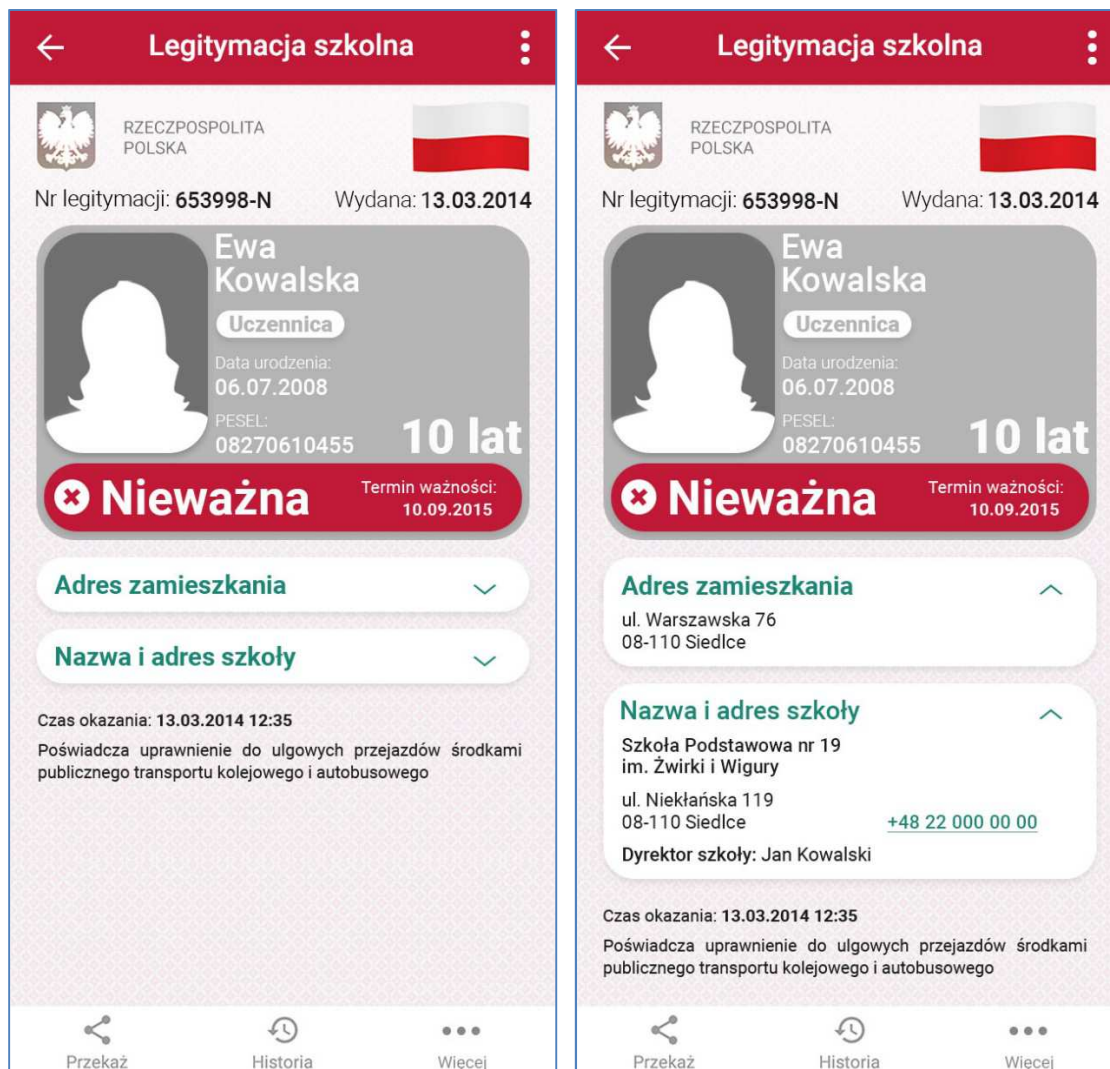 Legitymacja szkolna
RZECZPOSPOLITA
POLSKA
Nr legitymacji: 653998-N Wydana: 13.03.2014
Ewa
Kowalska
Uczennica
Data urodzenia:
06.07.2008
PESEL:
08270610455
10 lat
Nieważna
Termin ważności:
10.09.2015
Adres zamieszkania
Nazwa i adres szkoły
Czas okazania: 13.03.2014 12:35
Poświadcza uprawnienie do ulgowych przejazdów środkami
publicznego transportu kolejowego i autobusowego
Przekaż Historia Więcej
Legitymacja szkolna
RZECZPOSPOLITA
POLSKA
Nr legitymacji: 653998-N Wydana: 13.03.2014
Ewa
Kowalska
Uczennica
Data urodzenia:
06.07.2008
PESEL:
08270610455
10 lat
Nieważna
Termin ważności:
10.09.2015
Adres zamieszkania
ul. Warszawska 76
08-110 Siedlce
Nazwa i adres szkoły
Szkoła Podstawowa nr 19
im. Żwirki i Wigury
ul. Niekłańska 119
08-110 Siedlce +48 22 000 00 00
Dyrektor szkoły: Jan Kowalski
Czas okazania: 13.03.2014 12:35
Poświadcza uprawnienie do ulgowych przejazdów środkami
publicznego transportu kolejowego i autobusowego
Przekaż Historia Więcej